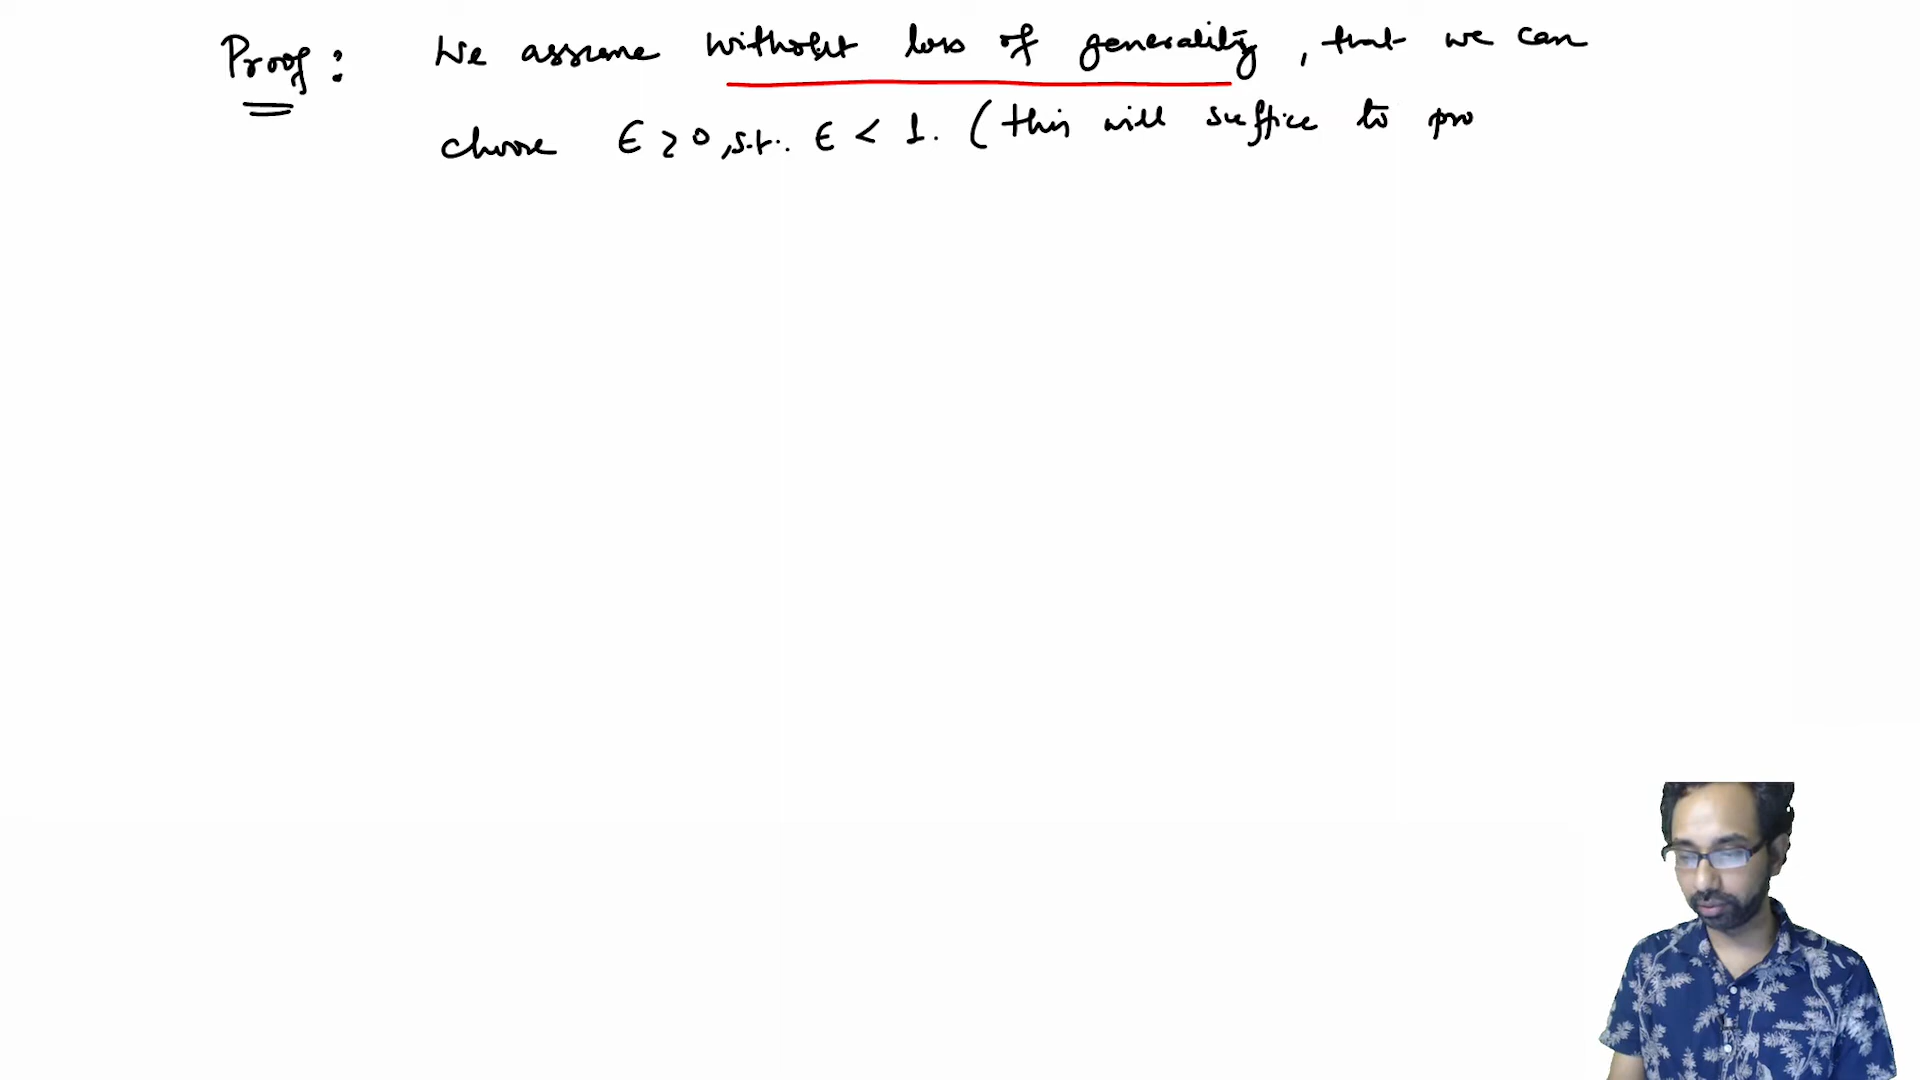 Proof: We assume without loss of generality, that we can
choose ϵ > 0, s.t. ϵ < 1. (this will suffice to pro